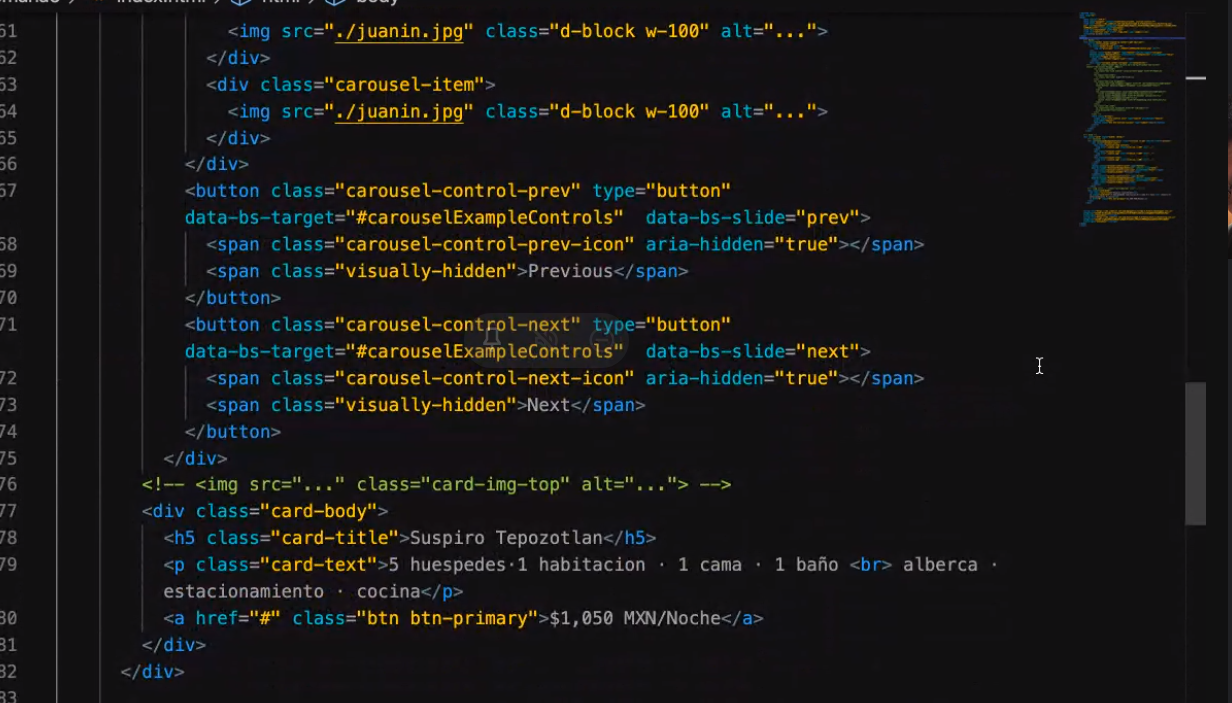 61 <img src="./juanin.jpg" class="d-block w-100" alt="...">
62 </div>
63 <div class="carousel-item">
64 <img src="./juanin.jpg" class="d-block w-100" alt="...">
65 </div>
66 </div>
67 <button class="carousel-control-prev" type="button"
data-bs-target="#carouselExampleControls" data-bs-slide="prev">
68 <span class="carousel-control-prev-icon" aria-hidden="true"></span>
69 <span class="visually-hidden">Previous</span>
70 </button>
71 <button class="carousel-control-next" type="button"
data-bs-target="#carouselExampleControls" data-bs-slide="next">
72 <span class="carousel-control-next-icon" aria-hidden="true"></span>
73 <span class="visually-hidden">Next</span>
74 </button>
75 </div>
76 <!-- <img src="..." class="card-img-top" alt="..."> -->
77 <div class="card-body">
78 <h5 class="card-title">Suspiro Tepozotlan</h5>
79 <p class="card-text">5 huespedes·1 habitacion · 1 cama · 1 baño <br> alberca ·
estacionamiento · cocina</p>
80 <a href="#" class="btn btn-primary">$1,050 MXN/Noche</a>
81 </div>
82 </div>
83